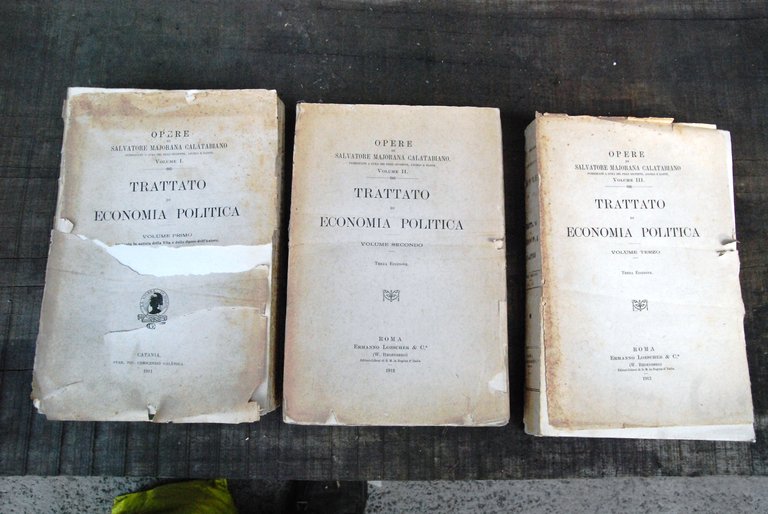 OPERE
DI
SALVATORE MAJORANA CALATABIANO
VOLUME I.
TRATTATO
DI
ECONOMIA POLITICA
VOLUME PRIMO
CATANIA
1911
OPERE
DI
SALVATORE MAJORANA CALATABIANO
VOLUME II.
TRATTATO
DI
ECONOMIA POLITICA
VOLUME SECONDO
TERZA EDIZIONE.
ROMA
ERMANNO LOESCHER & C.º
(W. REGENBERG)
1912
OPERE
DI
SALVATORE MAJORANA CALATABIANO
VOLUME III.
TRATTATO
DI
ECONOMIA POLITICA
VOLUME TERZO
TERZA EDIZIONE.
ROMA
ERMANNO LOESCHER & C.º
(W. REGENBERG)